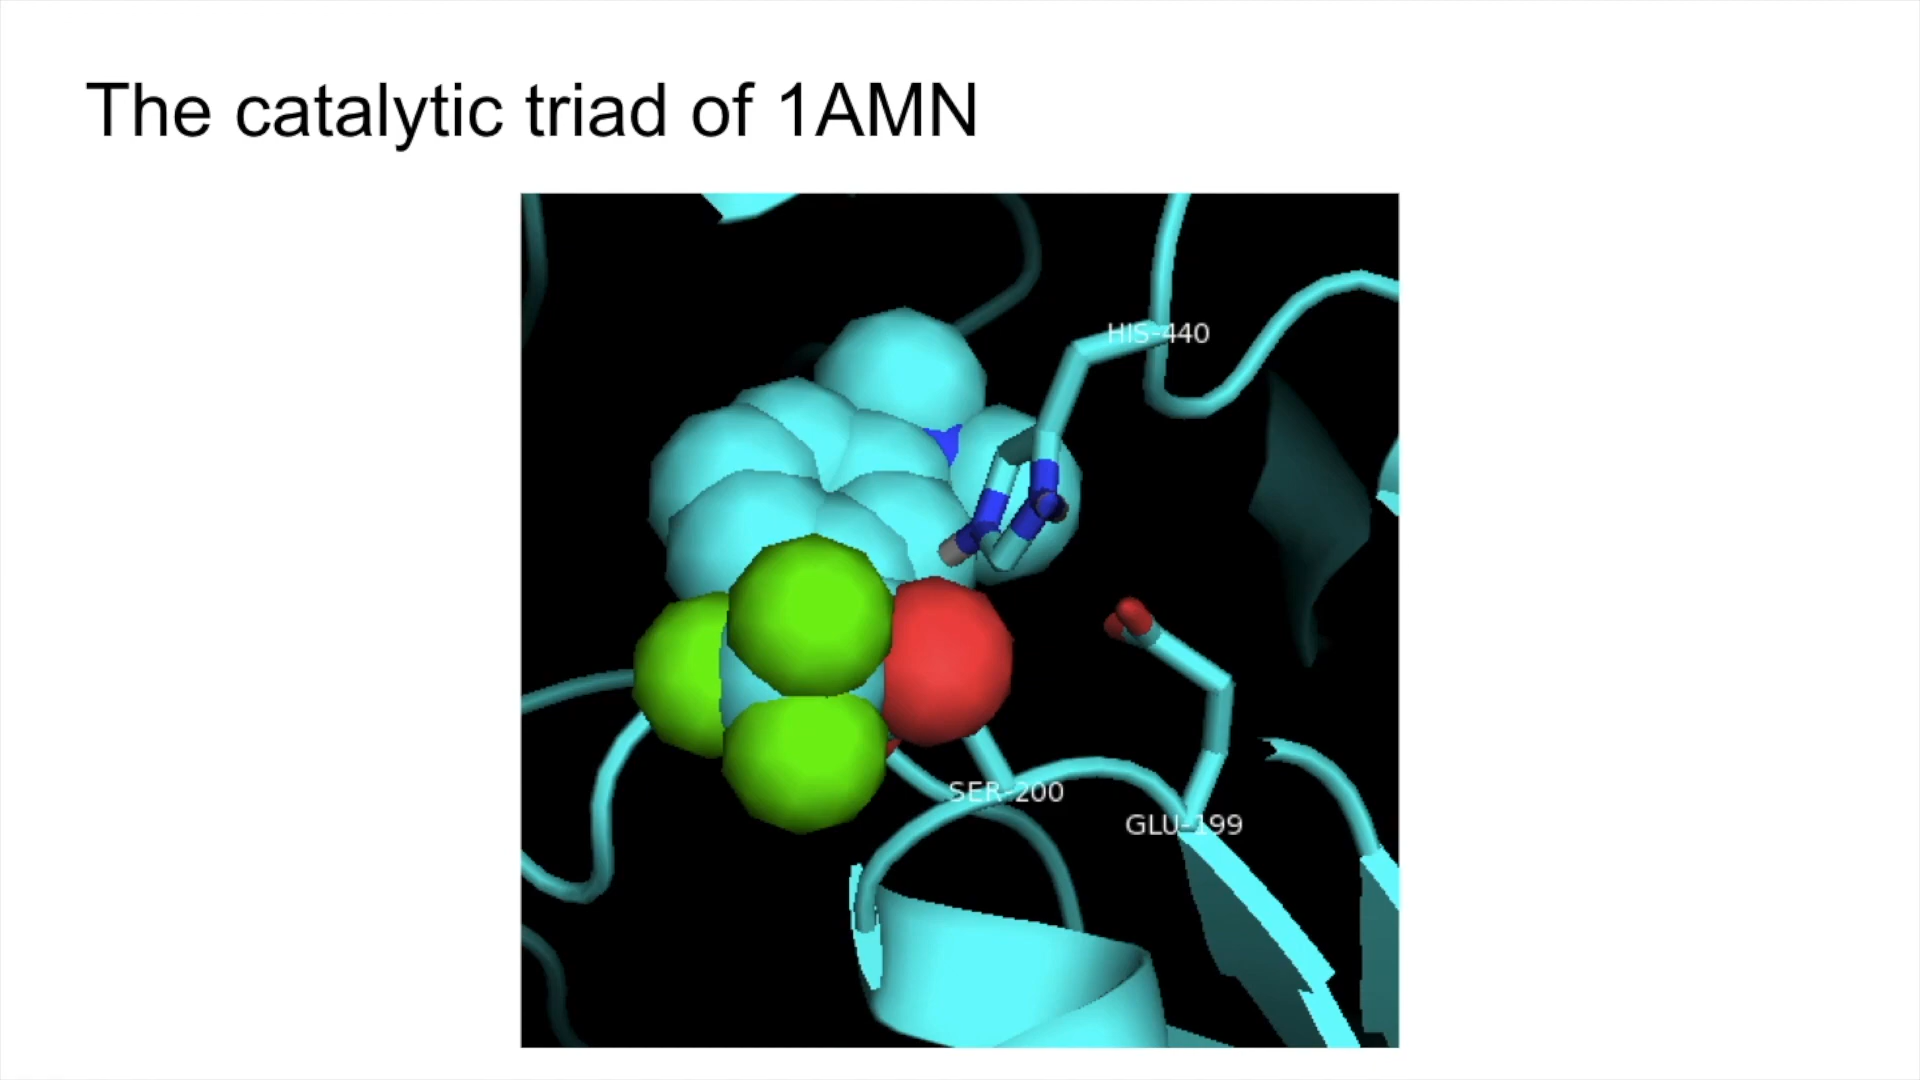 The catalytic triad of 1AMN
HIS-440
SER-200
GLU-199